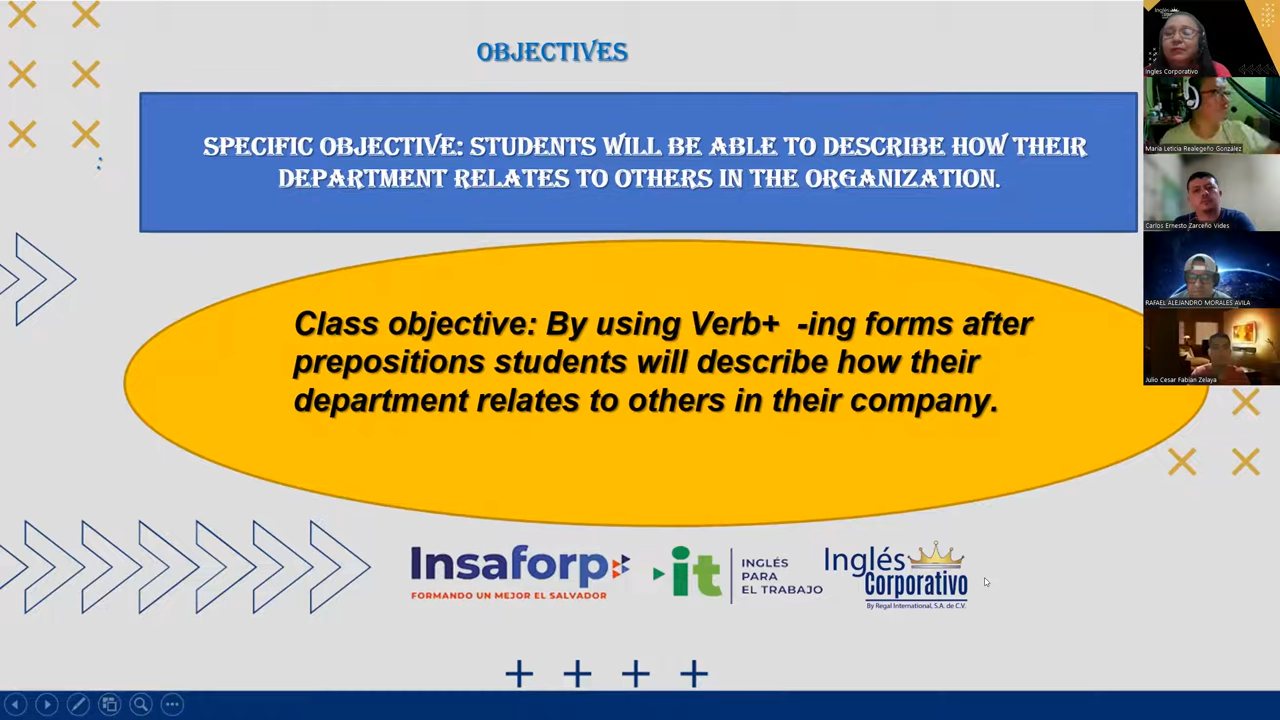 OBJECTIVES
SPECIFIC OBJECTIVE: STUDENTS WILL BE ABLE TO DESCRIBE HOW THEIR
DEPARTMENT RELATES TO OTHERS IN THE ORGANIZATION.
Class objective: By using Verb+ -ing forms after
prepositions students will describe how their
department relates to others in their company.
Insaforp
FORMANDO UN MEJOR EL SALVADOR
it
INGLÉS
PARA
EL TRABAJO
Inglés
Corporativo
By Regal International, S.A. de C.V.
Inglés
Ingles Corporativo
María Leticia Realegeño González
Carlos Ernesto Zarceño Vides
RAFAEL ALEJANDRO MORALES AVILA
Julio Cesar Fabian Zelaya